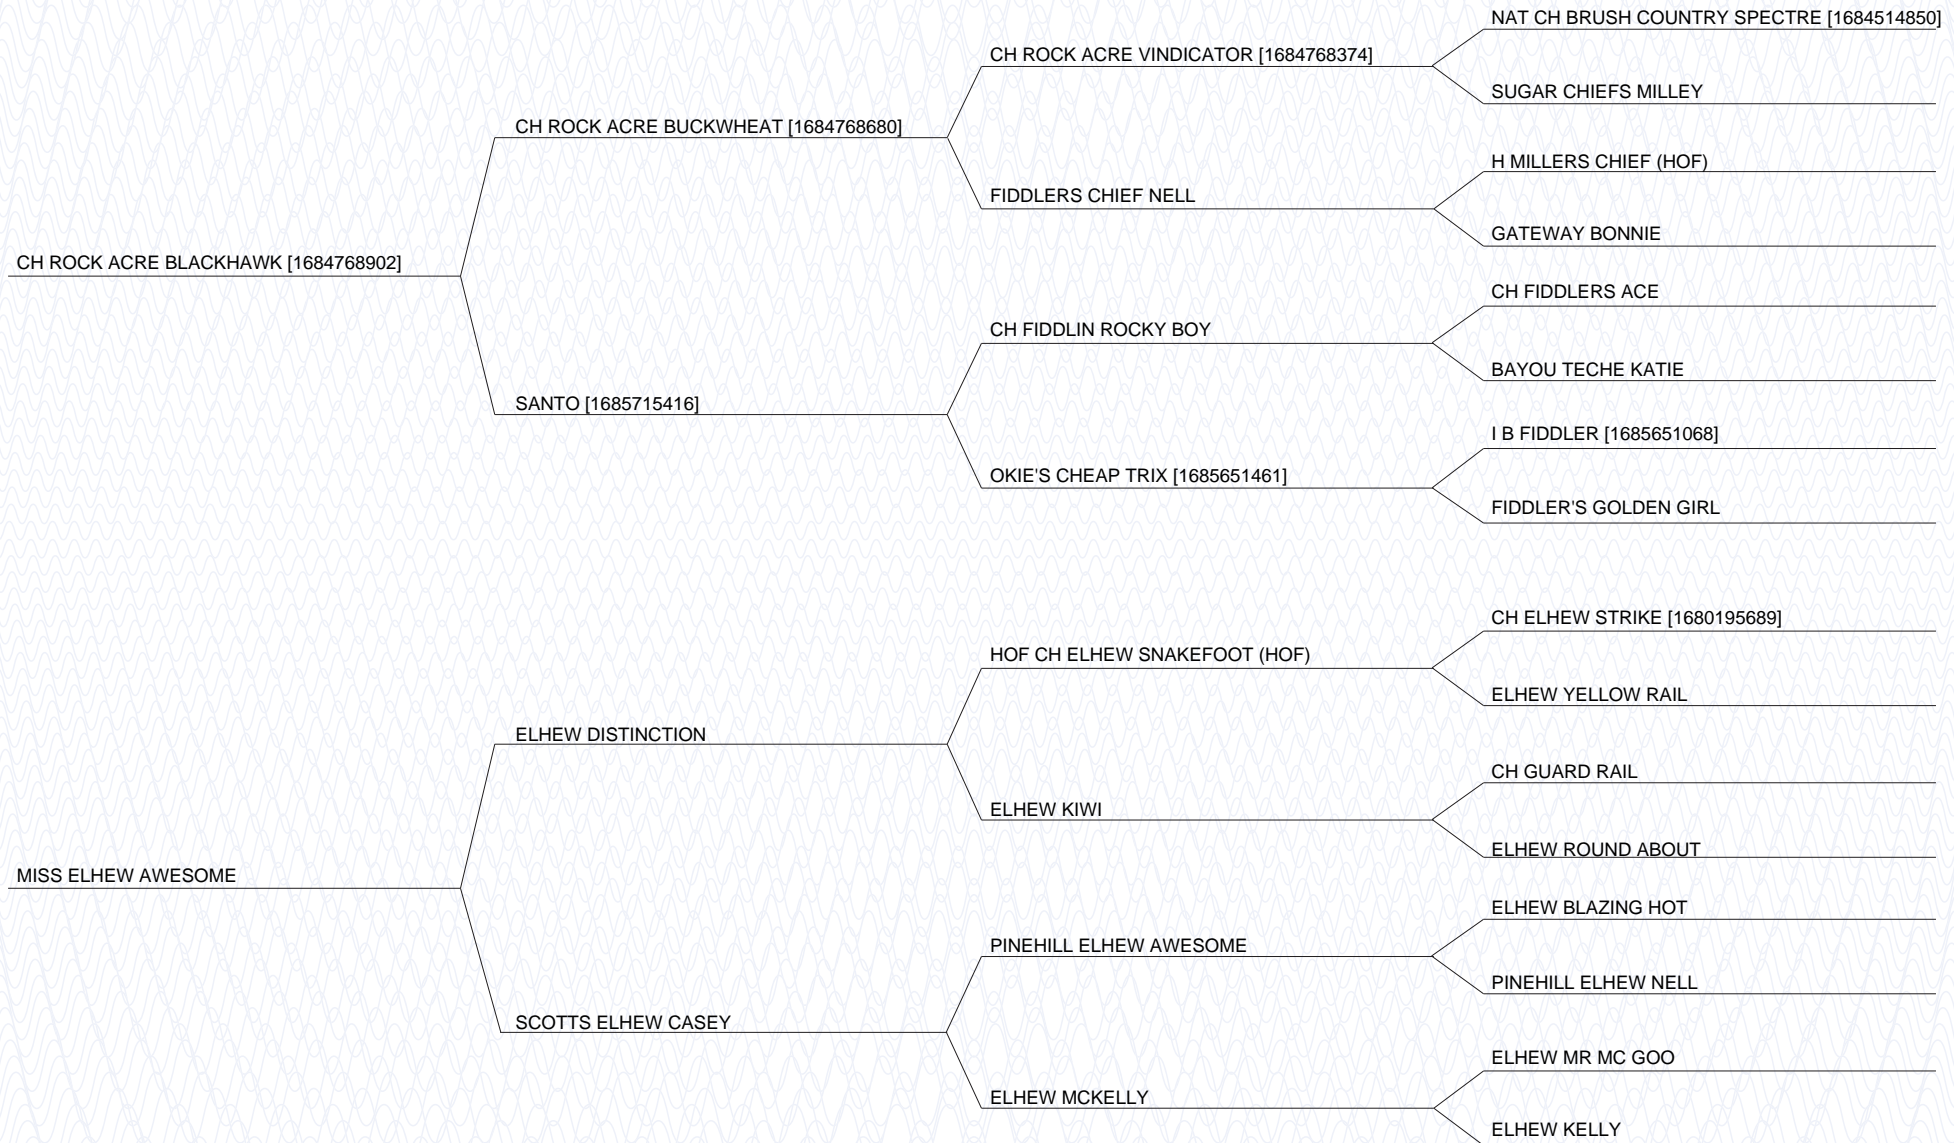 NAT CH BRUSH COUNTRY SPECTRE [1684514850]
CH ROCK ACRE VINDICATOR [1684768374]
SUGAR CHIEFS MILLEY
CH ROCK ACRE BUCKWHEAT [1684768680]
H MILLERS CHIEF (HOF)
FIDDLERS CHIEF NELL
GATEWAY BONNIE
CH ROCK ACRE BLACKHAWK [1684768902]
CH FIDDLERS ACE
CH FIDDLIN ROCKY BOY
BAYOU TECHE KATIE
SANTO [1685715416]
I B FIDDLER [1685651068]
OKIE'S CHEAP TRIX [1685651461]
FIDDLER'S GOLDEN GIRL
CH ELHEW STRIKE [1680195689]
HOF CH ELHEW SNAKEFOOT (HOF)
ELHEW YELLOW RAIL
ELHEW DISTINCTION
CH GUARD RAIL
ELHEW KIWI
ELHEW ROUND ABOUT
MISS ELHEW AWESOME
ELHEW BLAZING HOT
PINEHILL ELHEW AWESOME
PINEHILL ELHEW NELL
SCOTTS ELHEW CASEY
ELHEW MR MC GOO
ELHEW MCKELLY
ELHEW KELLY